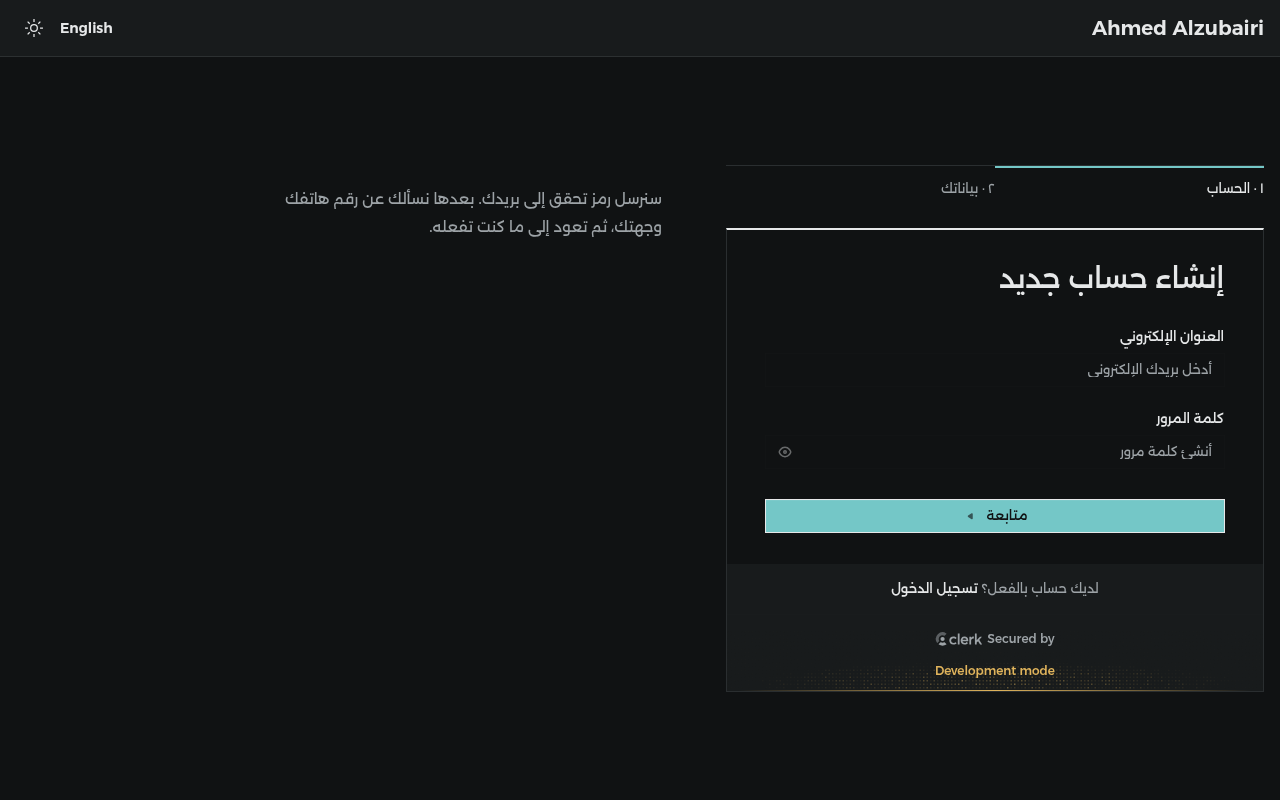 Ahmed Alzubairi
English
٠١ الحساب
٠٢ بياناتك
سنرسل رمز تحقق إلى بريدك. بعدها نسألك عن رقم هاتفك
وجهتك، ثم تعود إلى ما كنت تفعله.
إنشاء حساب جديد
العنوان الإلكتروني
أدخل بريدك الإلكتروني
كلمة المرور
أنشئ كلمة مرور
متابعة
لديك حساب بالفعل؟ تسجيل الدخول
Secured by clerk
Development mode